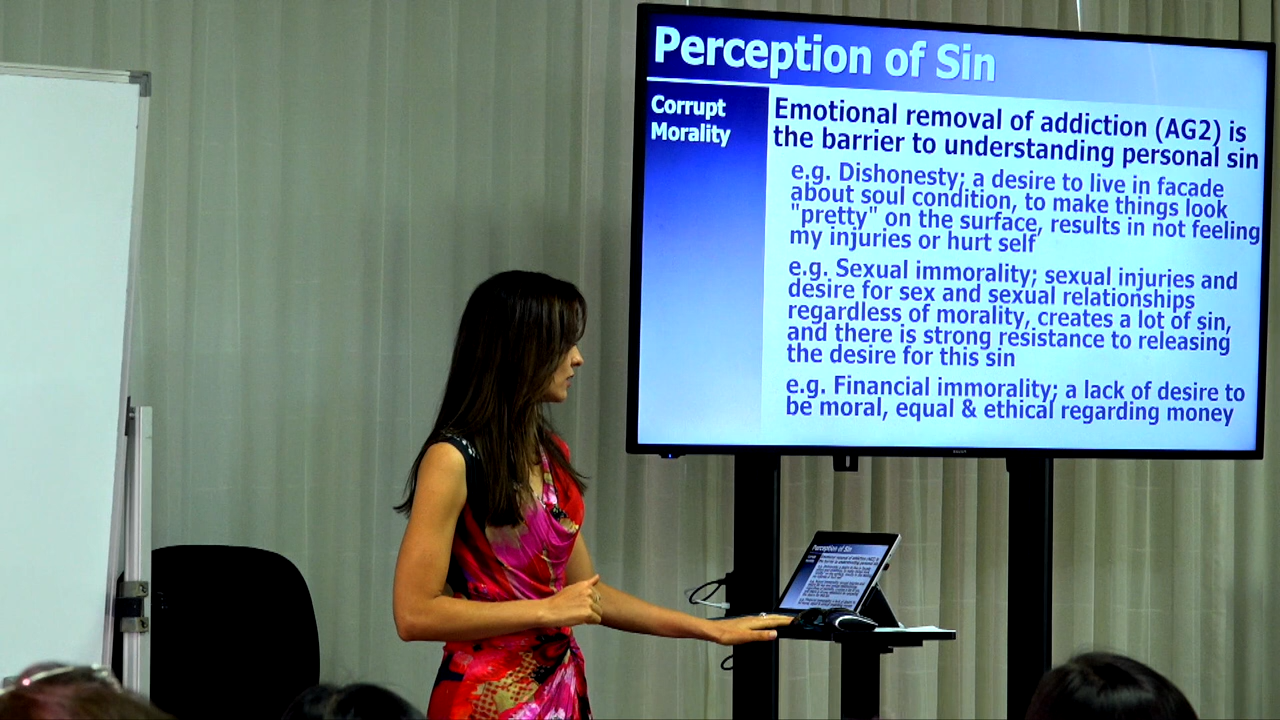 Perception of Sin
Corrupt
Morality
Emotional removal of addiction (AG2) is
the barrier to understanding personal sin
e.g. Dishonesty; a desire to live in facade
about soul condition, to make things look
"pretty" on the surface, results in not feeling
my injuries or hurt self
e.g. Sexual immorality; sexual injuries and
desire for sex and sexual relationships
regardless of morality, creates a lot of sin,
and there is strong resistance to releasing
the desire for this sin
e.g. Financial immorality; a lack of desire to
be moral, equal & ethical regarding money
Perception of Sin